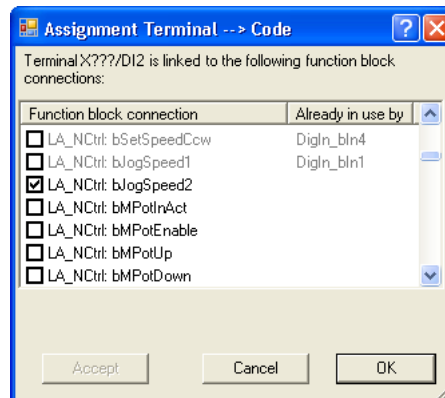 Assignment Terminal --> Code
Terminal X???/DI2 is linked to the following function block
connections:
Function block connection Already in use by
LA_NCtrl: bSetSpeedCcw DigIn_bIn4
LA_NCtrl: bJogSpeed1 DigIn_bIn1
LA_NCtrl: bJogSpeed2
LA_NCtrl: bMPotInAct
LA_NCtrl: bMPotEnable
LA_NCtrl: bMPotUp
LA_NCtrl: bMPotDown
Accept Cancel OK